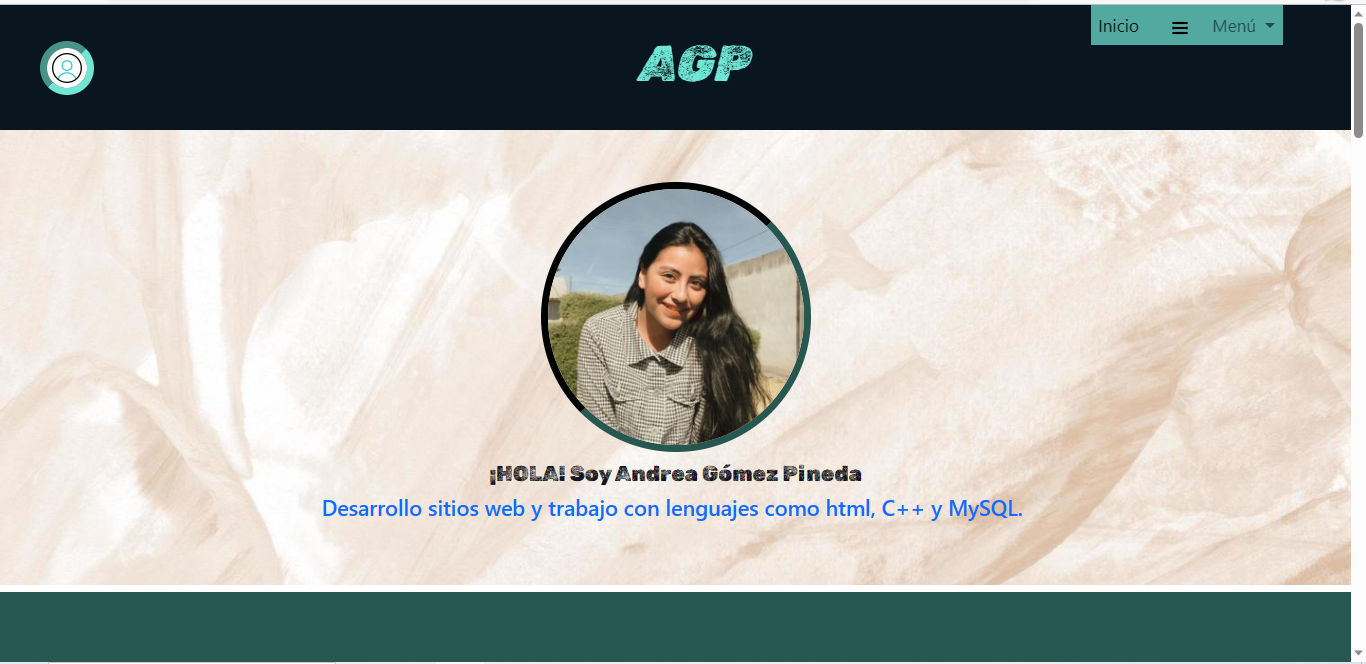 Inicio
Menú
AGP
¡HOLA! Soy Andrea Gómez Pineda
Desarrollo sitios web y trabajo con lenguajes como html, C++ y MySQL.